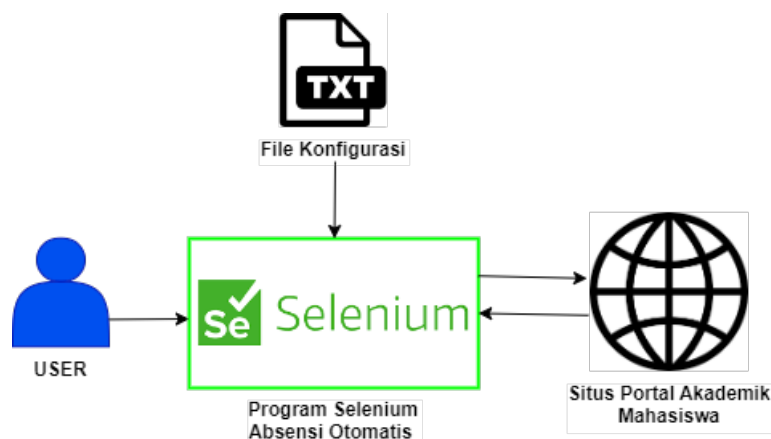 TXT
File Konfigurasi
Se Selenium
USER
Program Selenium
Absensi Otomatis
Situs Portal Akademik
Mahasiswa